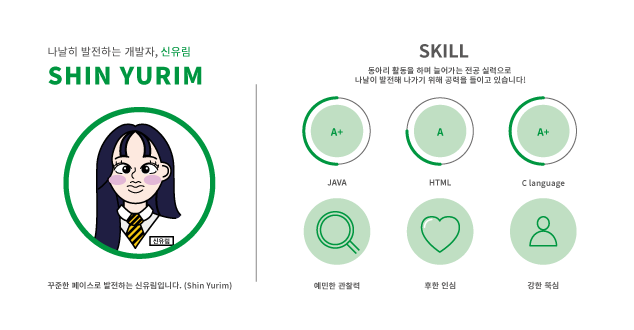 나날히 발전하는 개발자, 신유림
SHIN YURIM
신유림
꾸준한 페이스로 발전하는 신유림입니다. (Shin Yurim)
SKILL
동아리 활동을 하며 늘어가는 전공 실력으로
나날이 발전해 나가기 위해 공력을 들이고 있습니다!
A+
A
A+
JAVA
HTML
C language
예민한 관찰력
후한 인심
강한 뚝심